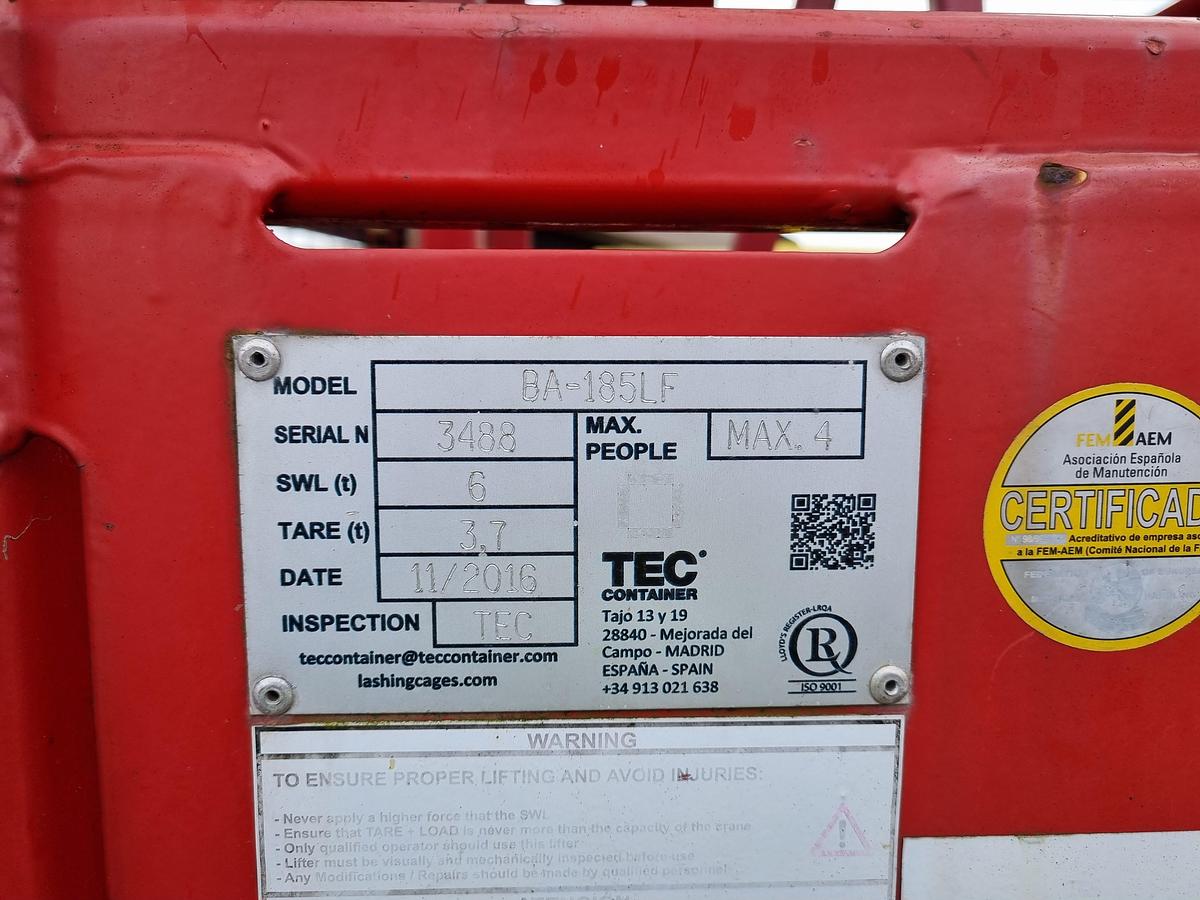 MODEL BA-185LF
SERIAL N 3488
MAX. PEOPLE MAX. 4
SWL (t) 6
TARE (t) 3,7
DATE 11/2016
INSPECTION TEC
teccontainer@teccontainer.com
lashingcages.com
TEC
CONTAINER
Tajo 13 y 19
28840 - Mejorada del
Campo - MADRID
ESPAÑA - SPAIN
+34 913 021 638
LLOYD'S REGISTER-LRQA
R
ISO 9001
FEM AEM
Asociación Española
de Manutención
CERTIFICAD
Acreditativo de empresa aso
a la FEM-AEM (Comité Nacional de la F
WARNING
TO ENSURE PROPER LIFTING AND AVOID INJURIES:
- Never apply a higher force that the SWL
- Ensure that TARE + LOAD is never more than the capacity of the crane
- Only qualified operator should use this lifter
- Lifter must be visually and mechanically inspected before use
- Any Modifications / Repairs should be made by qualified personnel